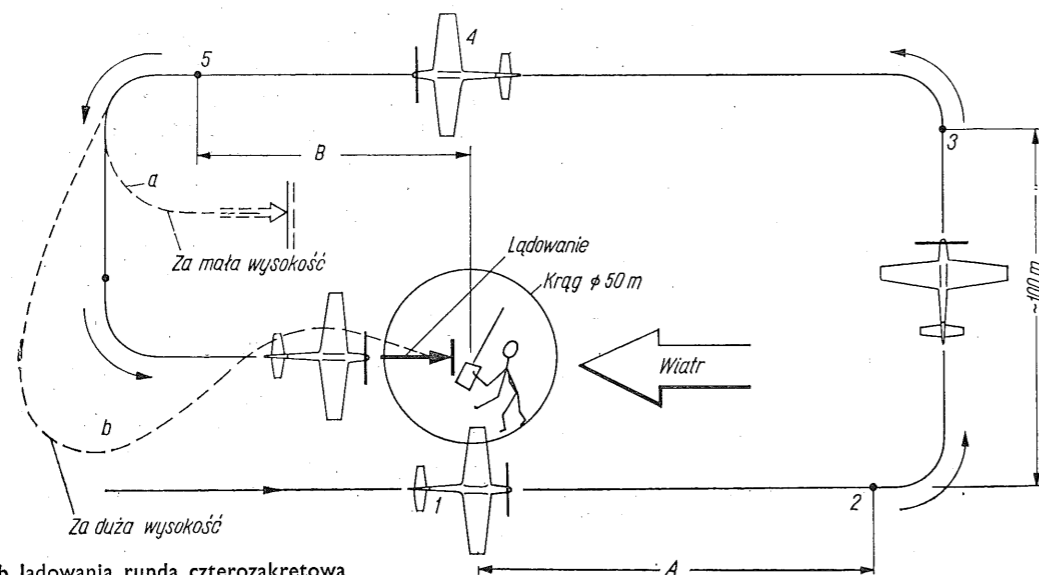 5
4
B
3
a
Za mała wysokość
Lądowanie
Krąg ϕ 50 m
~100 m
Wiatr
b
1
2
Za duża wysokość
A
b lądowania runda czterozakrętowa